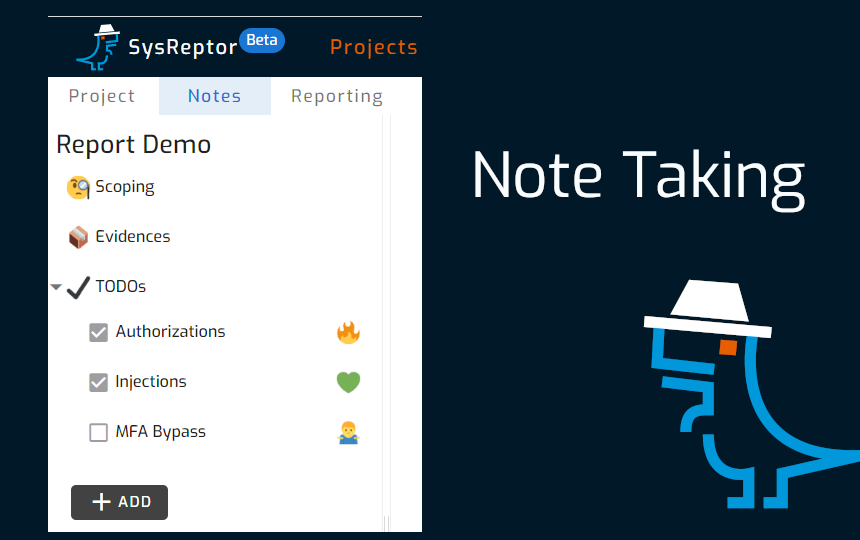 SysReptor Beta Projects
Project Notes Reporting
Report Demo
Scoping
Evidences
TODOs
Authorizations
Injections
MFA Bypass
+ ADD
Note Taking